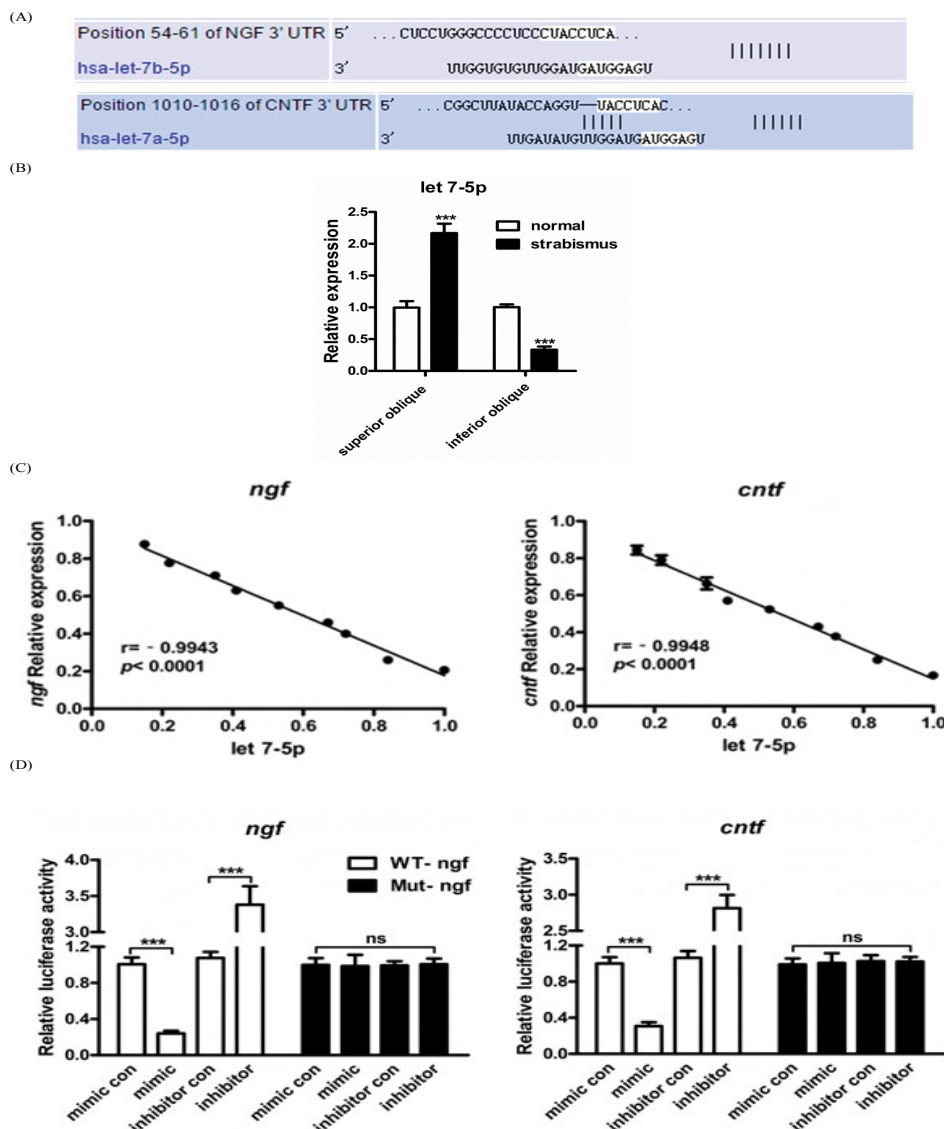 (A)
Position 54-61 of NGF 3' UTR 5' ...CUCCUGGGCCCCUCCCUACCUCA...
hsa-let-7b-5p 3' UUGGUGUGUUGGAUGAUGGAGU
Position 1010-1016 of CNTF 3' UTR 5' ...CGGCUUAUACCAGGU—UACCUCAC...
hsa-let-7a-5p 3' UUGAUAUGUUGGAUGAUGGAGU
(B)
let 7-5p
Relative expression
2.5
2.0
1.5
1.0
0.5
0.0
***
***
normal
strabismus
superior oblique
inferior oblique
(C)
ngf
ngf Relative expression
1.0
0.8
0.6
0.4
0.2
0.0
r= - 0.9943
p< 0.0001
0.0 0.2 0.4 0.6 0.8 1.0
let 7-5p
cntf
cntf Relative expression
1.0
0.8
0.6
0.4
0.2
0.0
r= - 0.9948
p< 0.0001
0.0 0.2 0.4 0.6 0.8 1.0
let 7-5p
(D)
ngf
Relative luciferase activity
4.0
3.5
3.0
1.2
0.8
0.4
0.0
***
***
WT- ngf
Mut- ngf
ns
mimic con
mimic
inhibitor con
inhibitor
mimic con
mimic
inhibitor con
inhibitor
cntf
Relative luciferase activity
3.5
3.0
2.5
1.2
0.8
0.4
0.0
***
***
ns
mimic con
mimic
inhibitor con
inhibitor
mimic con
mimic
inhibitor con
inhibitor